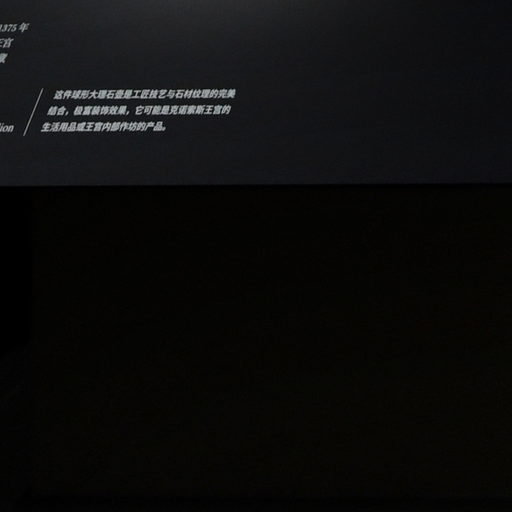 1375 年
王宫
这件球形大理石壶是工匠技艺与石材纹理的完美
结合，极富装饰效果，它可能是克诺索斯王宫的
生活用品或王宫内部作坊的产品。